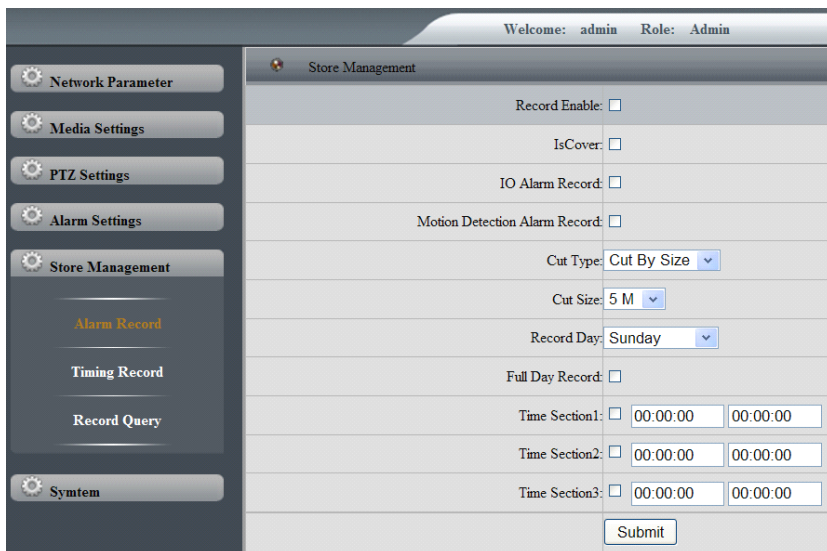 Welcome: admin Role: Admin
Network Parameter
Media Settings
PTZ Settings
Alarm Settings
Store Management
Alarm Record
Timing Record
Record Query
Symtem
Store Management
Record Enable:
IsCover:
IO Alarm Record:
Motion Detection Alarm Record:
Cut Type: Cut By Size
Cut Size: 5 M
Record Day: Sunday
Full Day Record:
Time Section1: 00:00:00 00:00:00
Time Section2: 00:00:00 00:00:00
Time Section3: 00:00:00 00:00:00
Submit